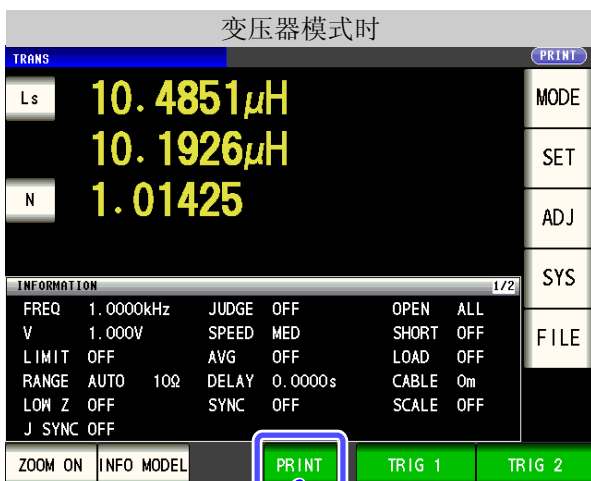 变压器模式时
TRANS PRINT
Ls 10.4851μH MODE
10.1926μH SET
N 1.01425 ADJ
SYS
INFORMATION 1/2
FREQ 1.0000kHz JUDGE OFF OPEN ALL
V 1.000V SPEED MED SHORT OFF FILE
LIMIT OFF AVG OFF LOAD OFF
RANGE AUTO 10Ω DELAY 0.0000s CABLE 0m
LOW Z OFF SYNC OFF SCALE OFF
J SYNC OFF
ZOOM ON INFO MODEL PRINT TRIG 1 TRIG 2